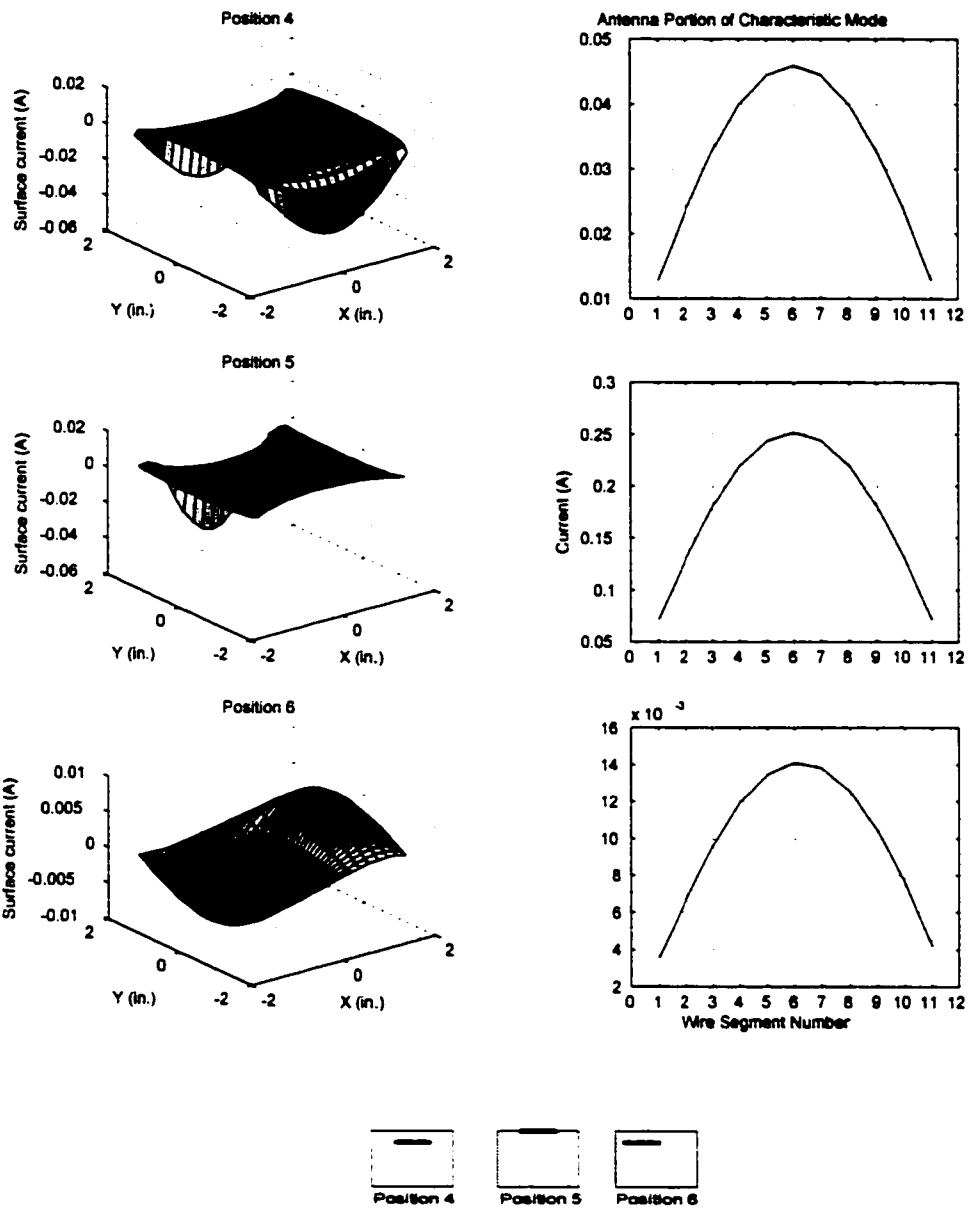 Position 4
Surface current (A)
0.02
0
-0.02
-0.04
-0.06
2
0
-2
Y (in.)
-2
0
2
X (in.)
Antenna Portion of Characteristic Mode
0.05
0.04
0.03
0.02
0.01
0 1 2 3 4 5 6 7 8 9 10 11 12
Position 5
Surface current (A)
0.02
0
-0.02
-0.04
-0.06
2
0
-2
Y (in.)
-2
0
2
X (in.)
Current (A)
0.3
0.25
0.2
0.15
0.1
0.05
0 1 2 3 4 5 6 7 8 9 10 11 12
Position 6
Surface current (A)
0.01
0.005
0
-0.005
-0.01
2
0
-2
Y (in.)
-2
0
2
X (in.)
x 10 -3
16
14
12
10
8
6
4
2
0 1 2 3 4 5 6 7 8 9 10 11 12
Wire Segment Number
Position 4
Position 5
Position 6